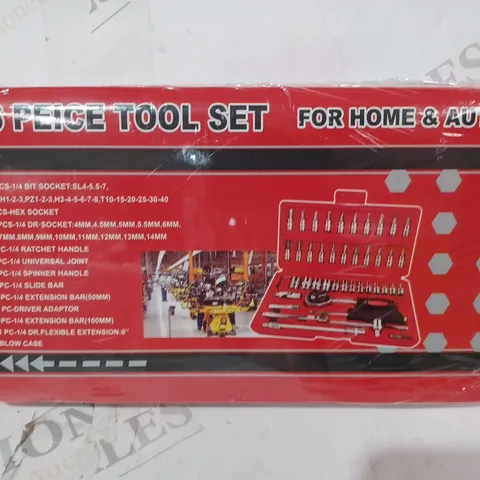 PEICE TOOL SET FOR HOME & AU
CS-1/4 BIT SOCKET:SL4-5.5-7,
H1-2-3,PZ1-2-3,H3-4-5-6-7-8,T10-15-20-25-30-40
CS-HEX SOCKET
PCS-1/4 DR-SOCKET:4MM,4.5MM,5MM,5.5MM,6MM,
7MM,8MM,9MM,10MM,11MM,12MM,13MM,14MM
PC-1/4 RATCHET HANDLE
PC-1/4 UNIVERSAL JOINT
PC-1/4 SPINNER HANDLE
PC-1/4 SLIDE BAR
PC-1/4 EXTENSION BAR(50MM)
PC-DRIVER ADAPTOR
PC-1/4 EXTENSION BAR(100MM)
1 PC-1/4 DR.FLEXIBLE EXTENSION:6"
BLOW CASE